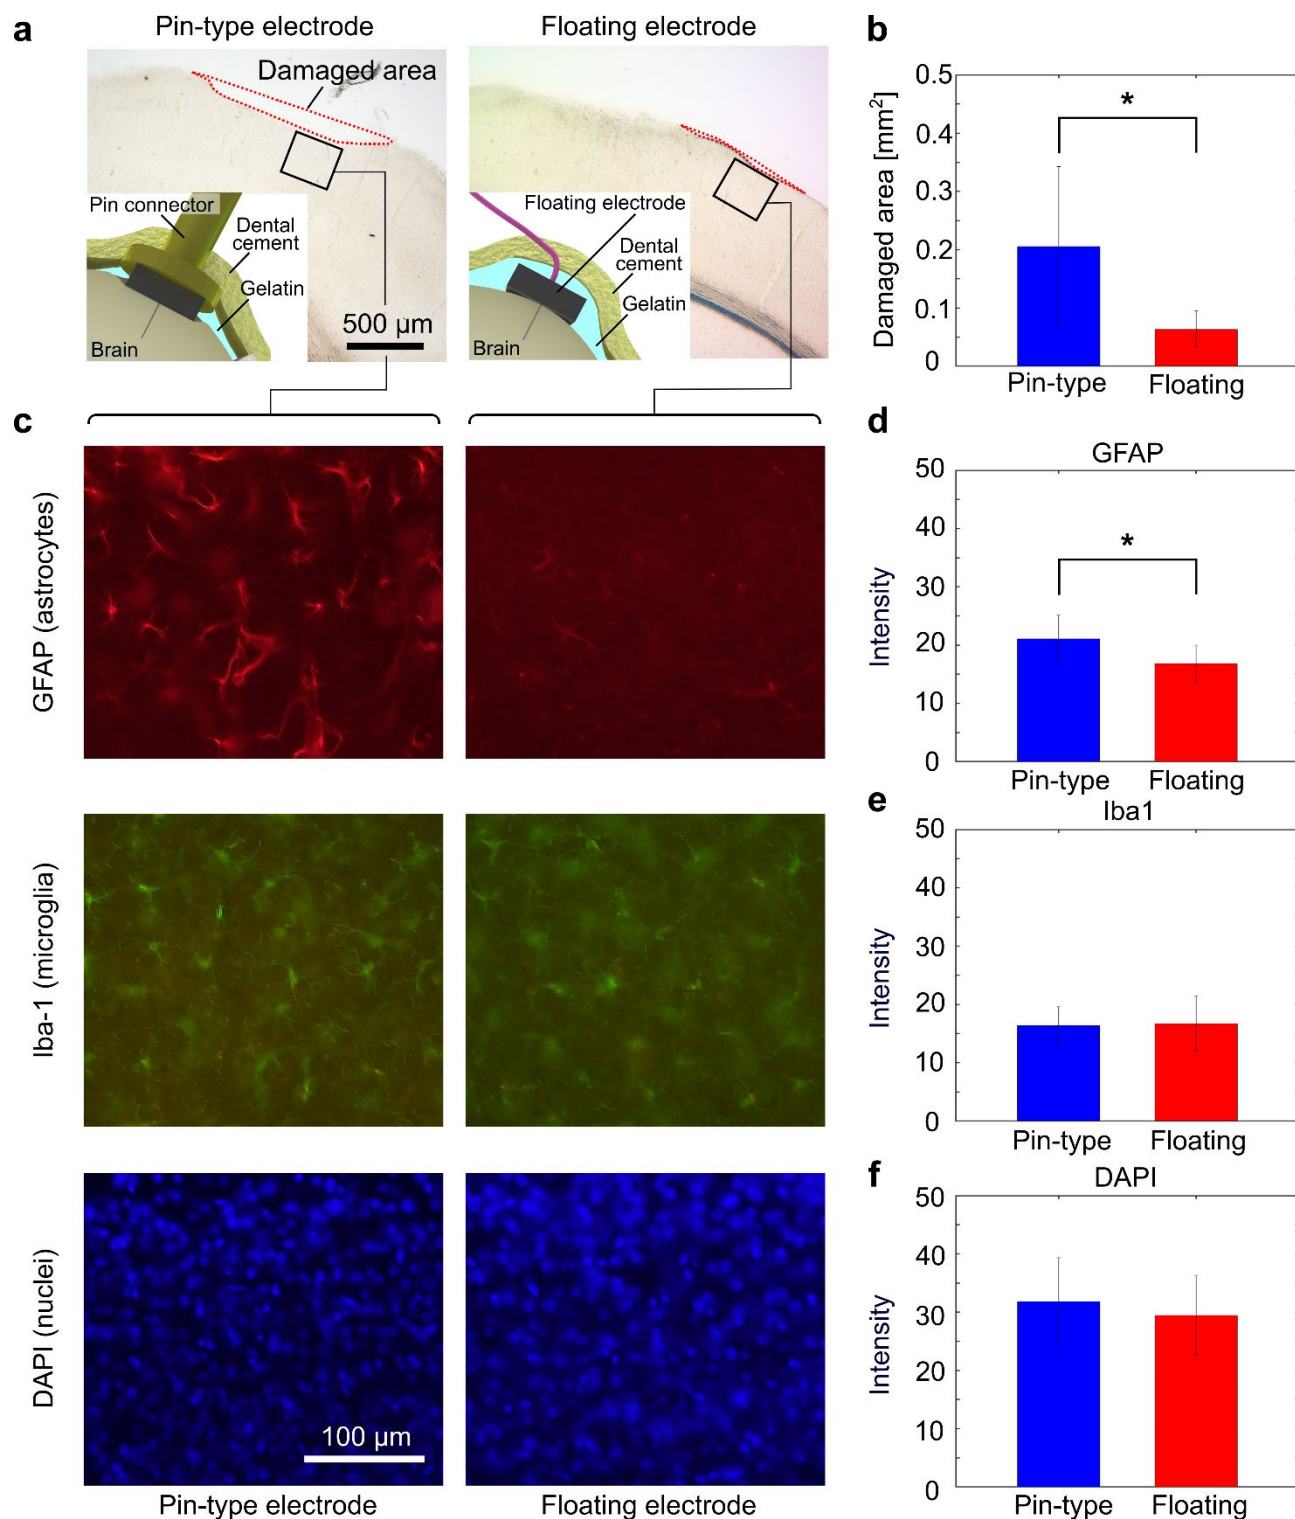 a
Pin-type electrode
Floating electrode
Damaged area
Pin connector
Dental
cement
Gelatin
Brain
500 µm
Floating electrode
Dental
cement
Gelatin
Brain
b
Damaged area [mm²]
0.5
0.4
0.3
0.2
0.1
0
*
Pin-type
Floating
c
GFAP (astrocytes)
Iba-1 (microglia)
DAPI (nuclei)
100 µm
Pin-type electrode
Floating electrode
d
GFAP
Intensity
50
40
30
20
10
0
*
Pin-type
Floating
e
Iba1
Intensity
50
40
30
20
10
0
Pin-type
Floating
f
DAPI
Intensity
50
40
30
20
10
0
Pin-type
Floating